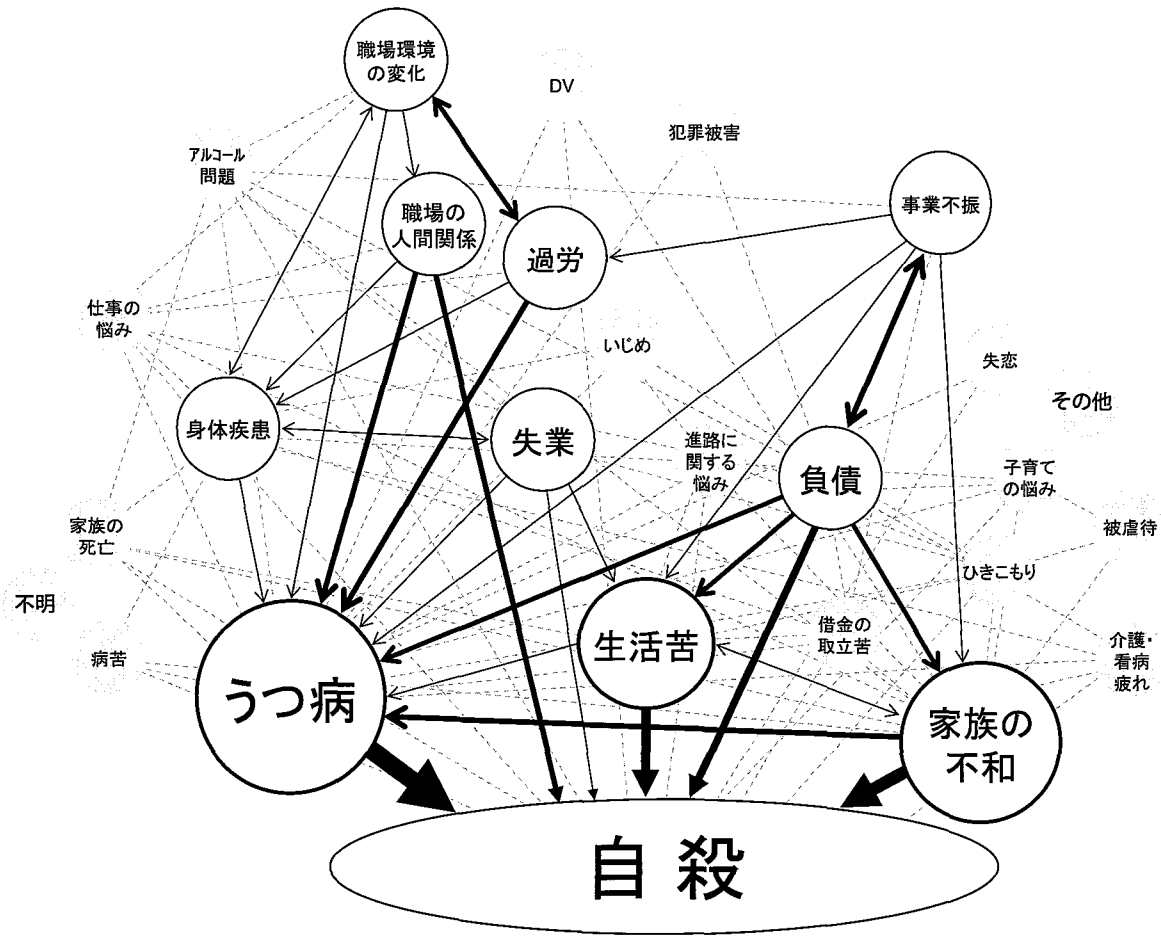 職場環境
の変化
DV
犯罪被害
アルコール
問題
職場の
人間関係
過労
事業不振
仕事の
悩み
いじめ
失恋
その他
身体疾患
失業
進路に
関する
悩み
負債
子育て
の悩み
家族の
死亡
被虐待
ひきこもり
不明
病苦
うつ病
生活苦
借金の
取立苦
介護・
看病
疲れ
家族の
不和
自殺